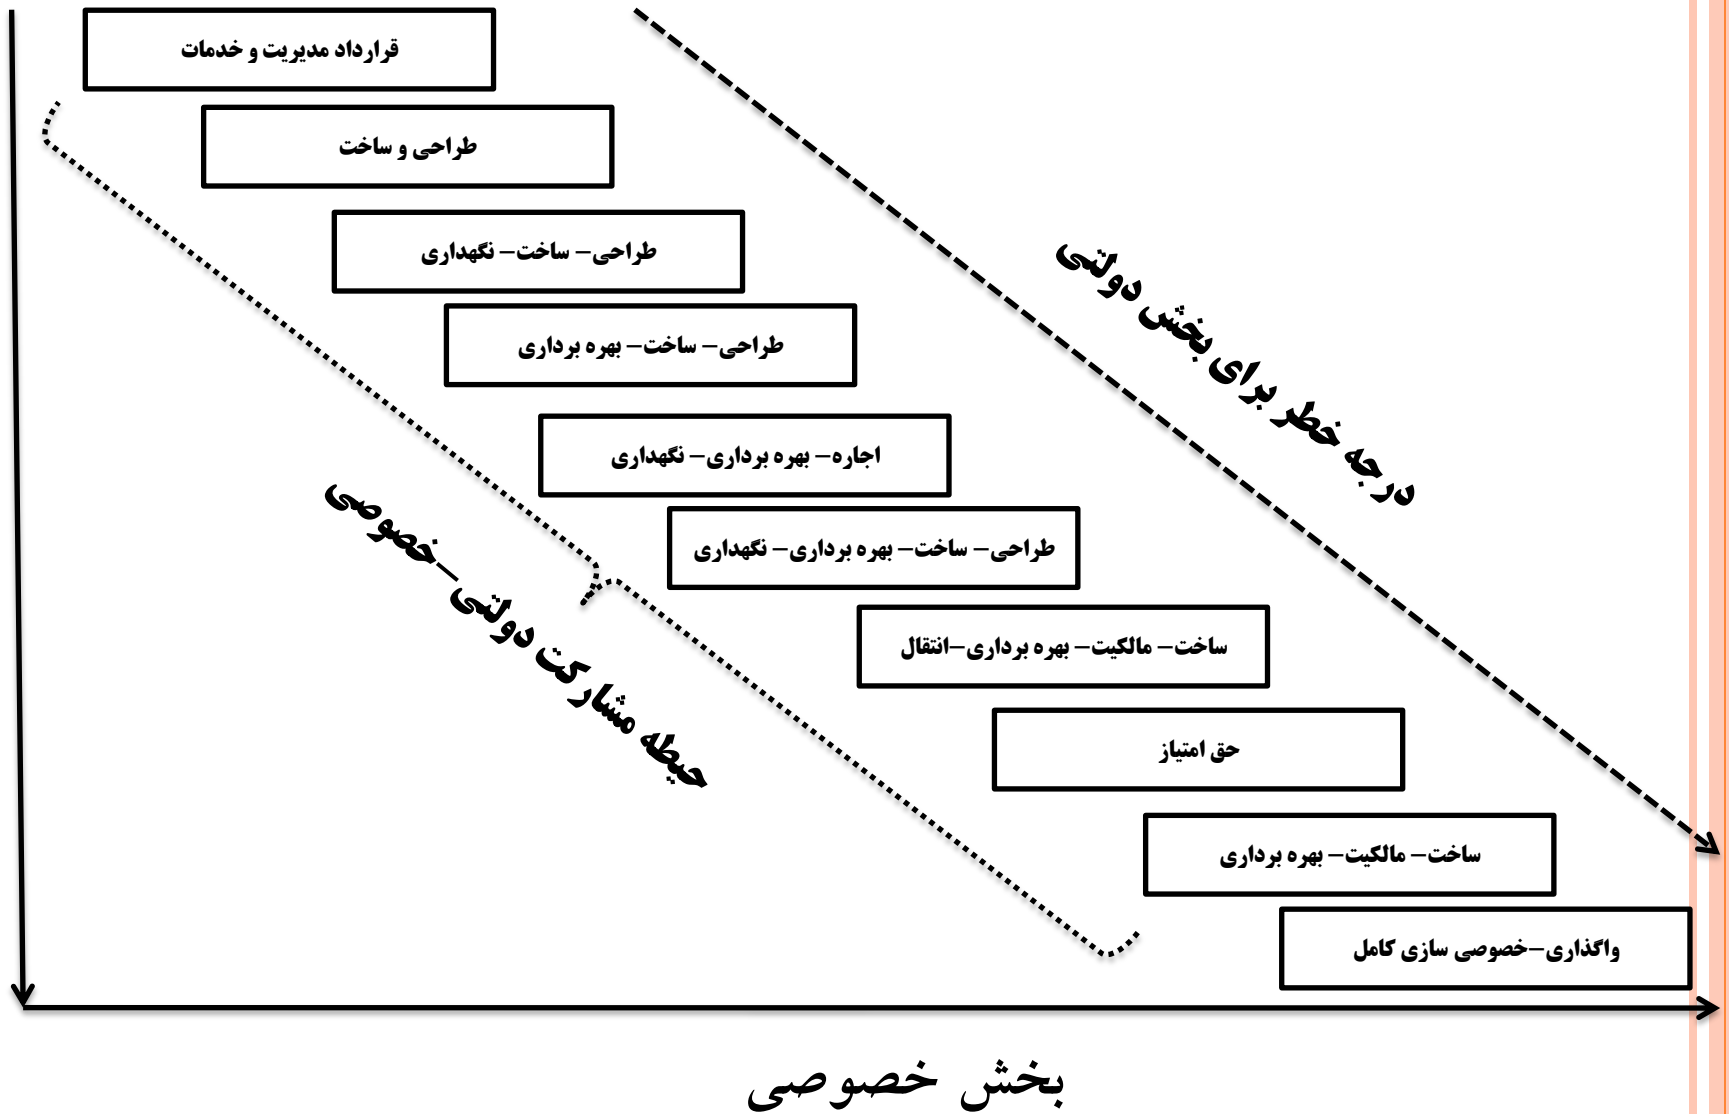 قرارداد مدیریت و خدمات
طراحی و ساخت
طراحی– ساخت– نگهداری
طراحی– ساخت– بهره برداری
اجاره– بهره برداری– نگهداری
طراحی– ساخت– بهره برداری– نگهداری
ساخت– مالکیت– بهره برداری–انتقال
حق امتیاز
ساخت– مالکیت– بهره برداری
واگذاری–خصوصی سازی کامل
درجه خطر برای بخش دولتی
حیطه مشارکت دولتی–خصوصی
بخش خصوصی